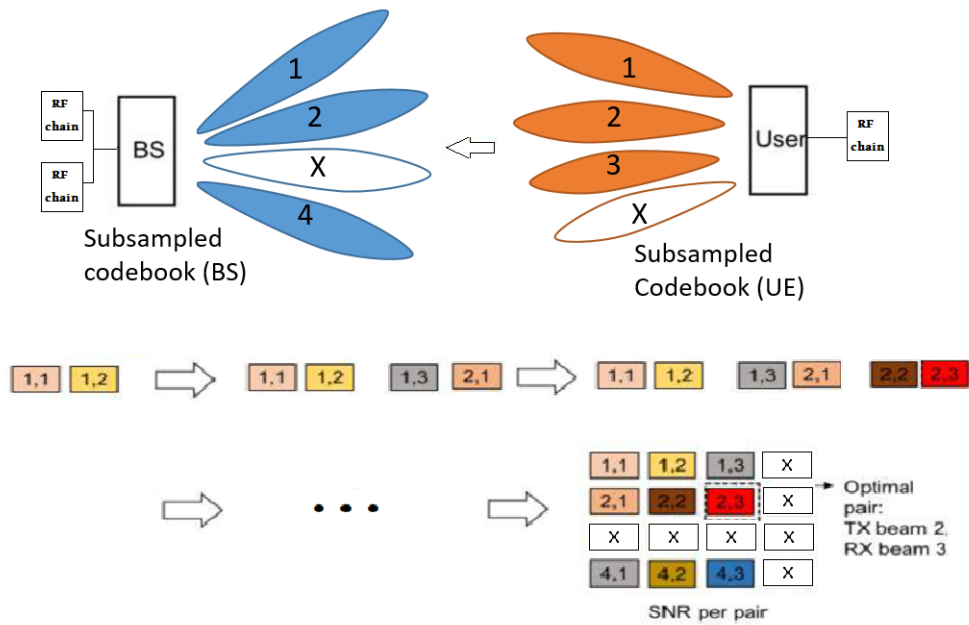 1
2
X
4
RF
chain
RF
chain
BS
Subsampled
codebook (BS)
1
2
3
X
User
RF
chain
Subsampled
Codebook (UE)
1,1 1,2 1,1 1,2 1,3 2,1 1,1 1,2 1,3 2,1 2,2 2,3
1,1 1,2 1,3 X
2,1 2,2 2,3 X
X X X X
4,1 4,2 4,3 X
SNR per pair
Optimal
pair:
TX beam 2,
RX beam 3